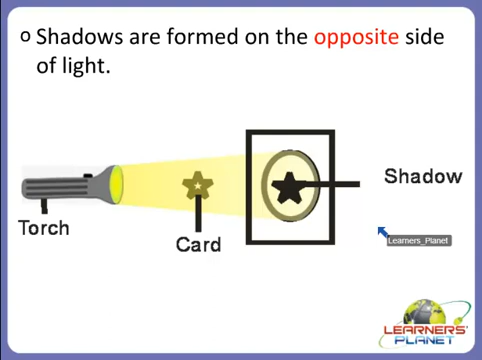 o Shadows are formed on the opposite side
of light.
Shadow
Torch
Card
Learners_Planet
LEARNERS'
PLANET